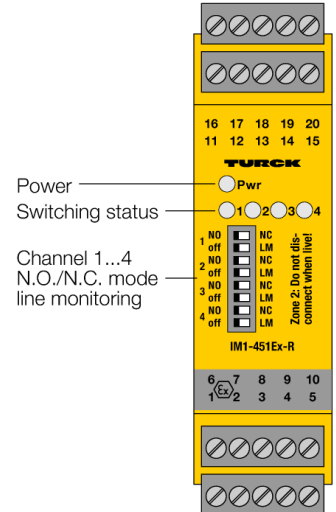 16 17 18 19 20
11 12 13 14 15
TURCK
Power
Pwr
Switching status
1 2 3 4
Channel 1...4
N.O./N.C. mode
line monitoring
1 NO NC
off LM
2 NO NC
off LM
3 NO NC
off LM
4 NO NC
off LM
Zone 2: Do not dis-
connect when live!
IM1-451Ex-R
6 7 8 9 10
Ex
1 2 3 4 5